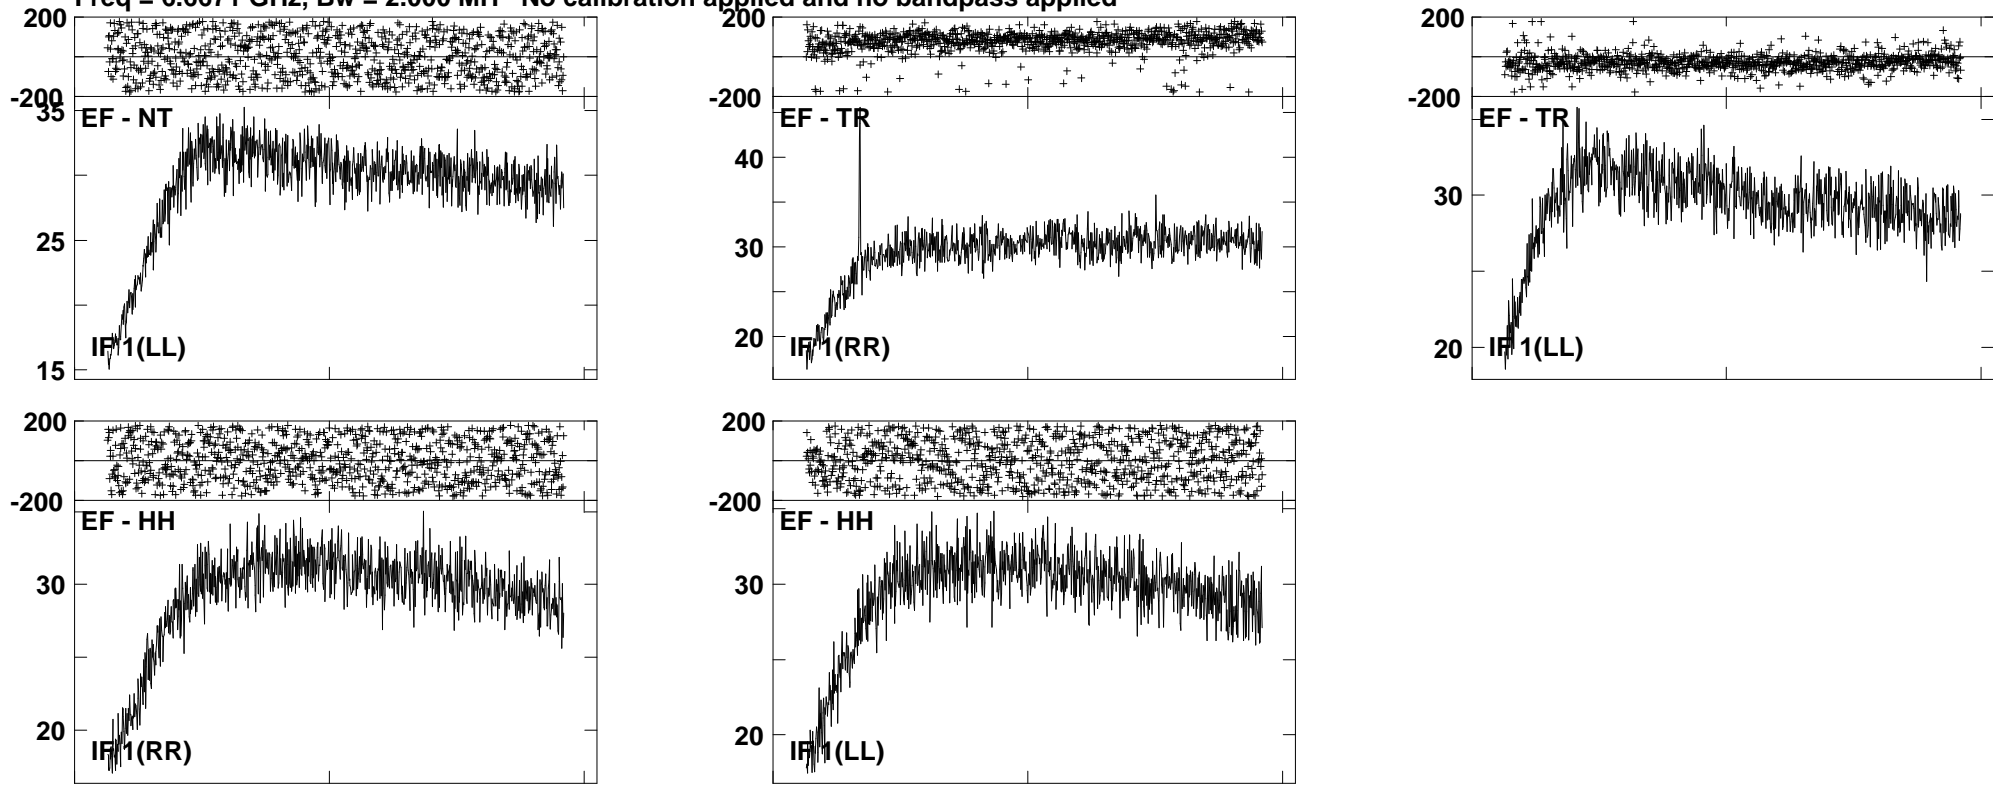 No calibration applied and no bandpass applied
200
-200
35
25
15
EF - NT
IF 1(LL)
200
-200
40
30
20
EF - TR
IF 1(RR)
200
-200
30
20
EF - TR
IF 1(LL)
200
-200
30
20
EF - HH
IF 1(RR)
200
-200
30
20
EF - HH
IF 1(LL)